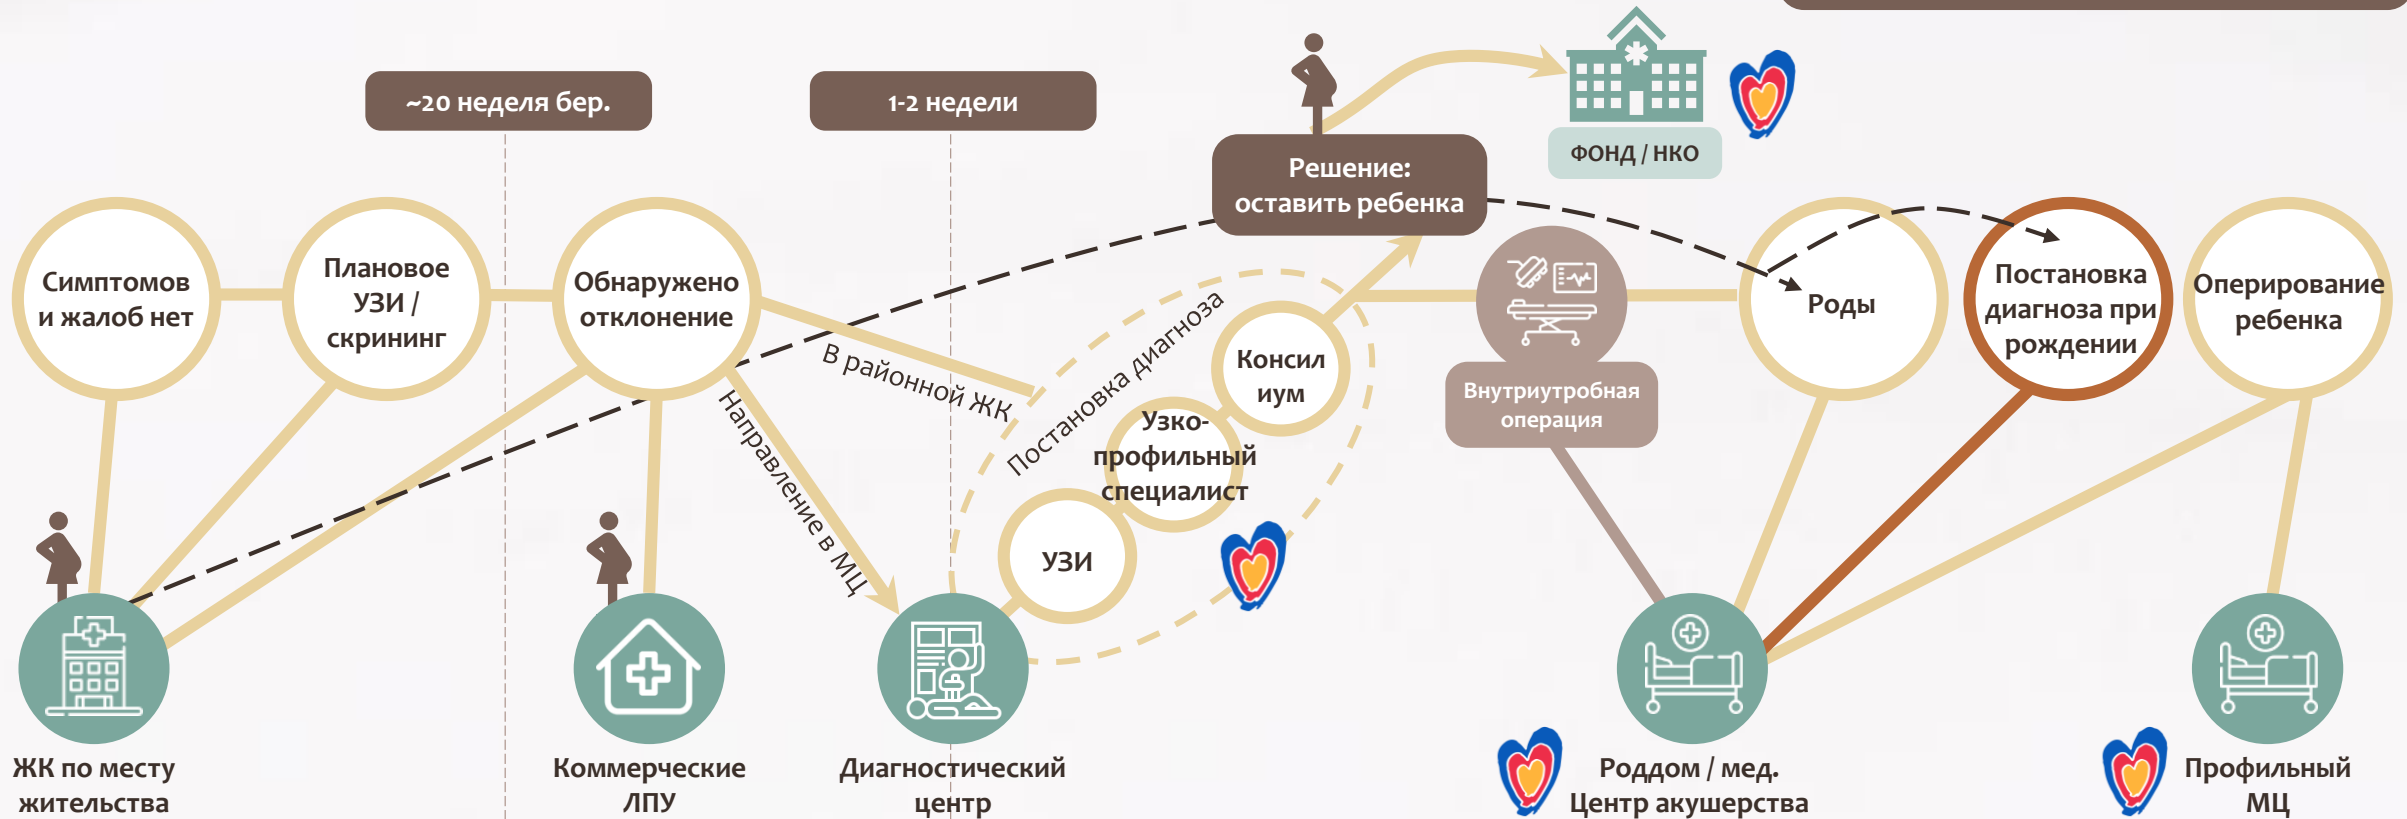 ~20 неделя бер.
1-2 недели
Решение:
оставить ребенка
ФОНД / НКО
Симптомов
и жалоб нет
Плановое
УЗИ /
скрининг
Обнаружено
отклонение
В районной ЖК
Направление в МЦ
Постановка диагноза
УЗИ
Узко-
профильный
специалист
Консил
иум
Внутриутробная
операция
Роды
Постановка
диагноза при
рождении
Оперирование
ребенка
ЖК по месту
жительства
Коммерческие
ЛПУ
Диагностический
центр
Роддом / мед.
Центр акушерства
Профильный
МЦ